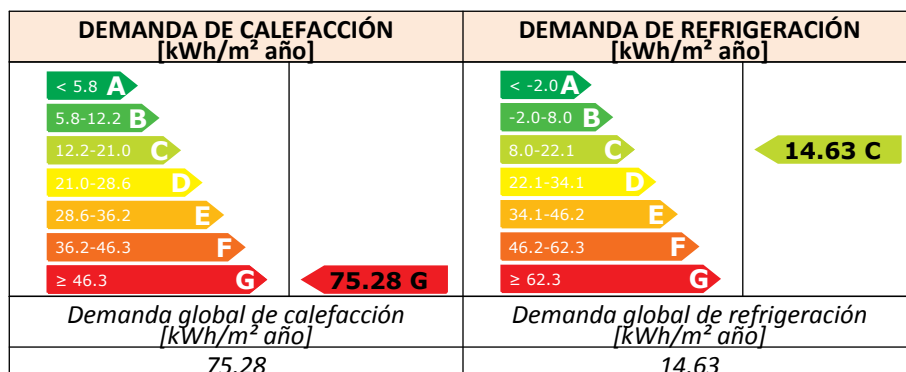 DEMANDA DE CALEFACCIÓN
[kWh/m² año]
DEMANDA DE REFRIGERACIÓN
[kWh/m² año]
< 5.8 A
5.8-12.2 B
12.2-21.0 C
21.0-28.6 D
28.6-36.2 E
36.2-46.3 F
≥ 46.3 G
75.28 G
< -2.0 A
-2.0-8.0 B
8.0-22.1 C
22.1-34.1 D
34.1-46.2 E
46.2-62.3 F
≥ 62.3 G
14.63 C
Demanda global de calefacción
[kWh/m² año]
Demanda global de refrigeración
[kWh/m² año]
75.28
14.63